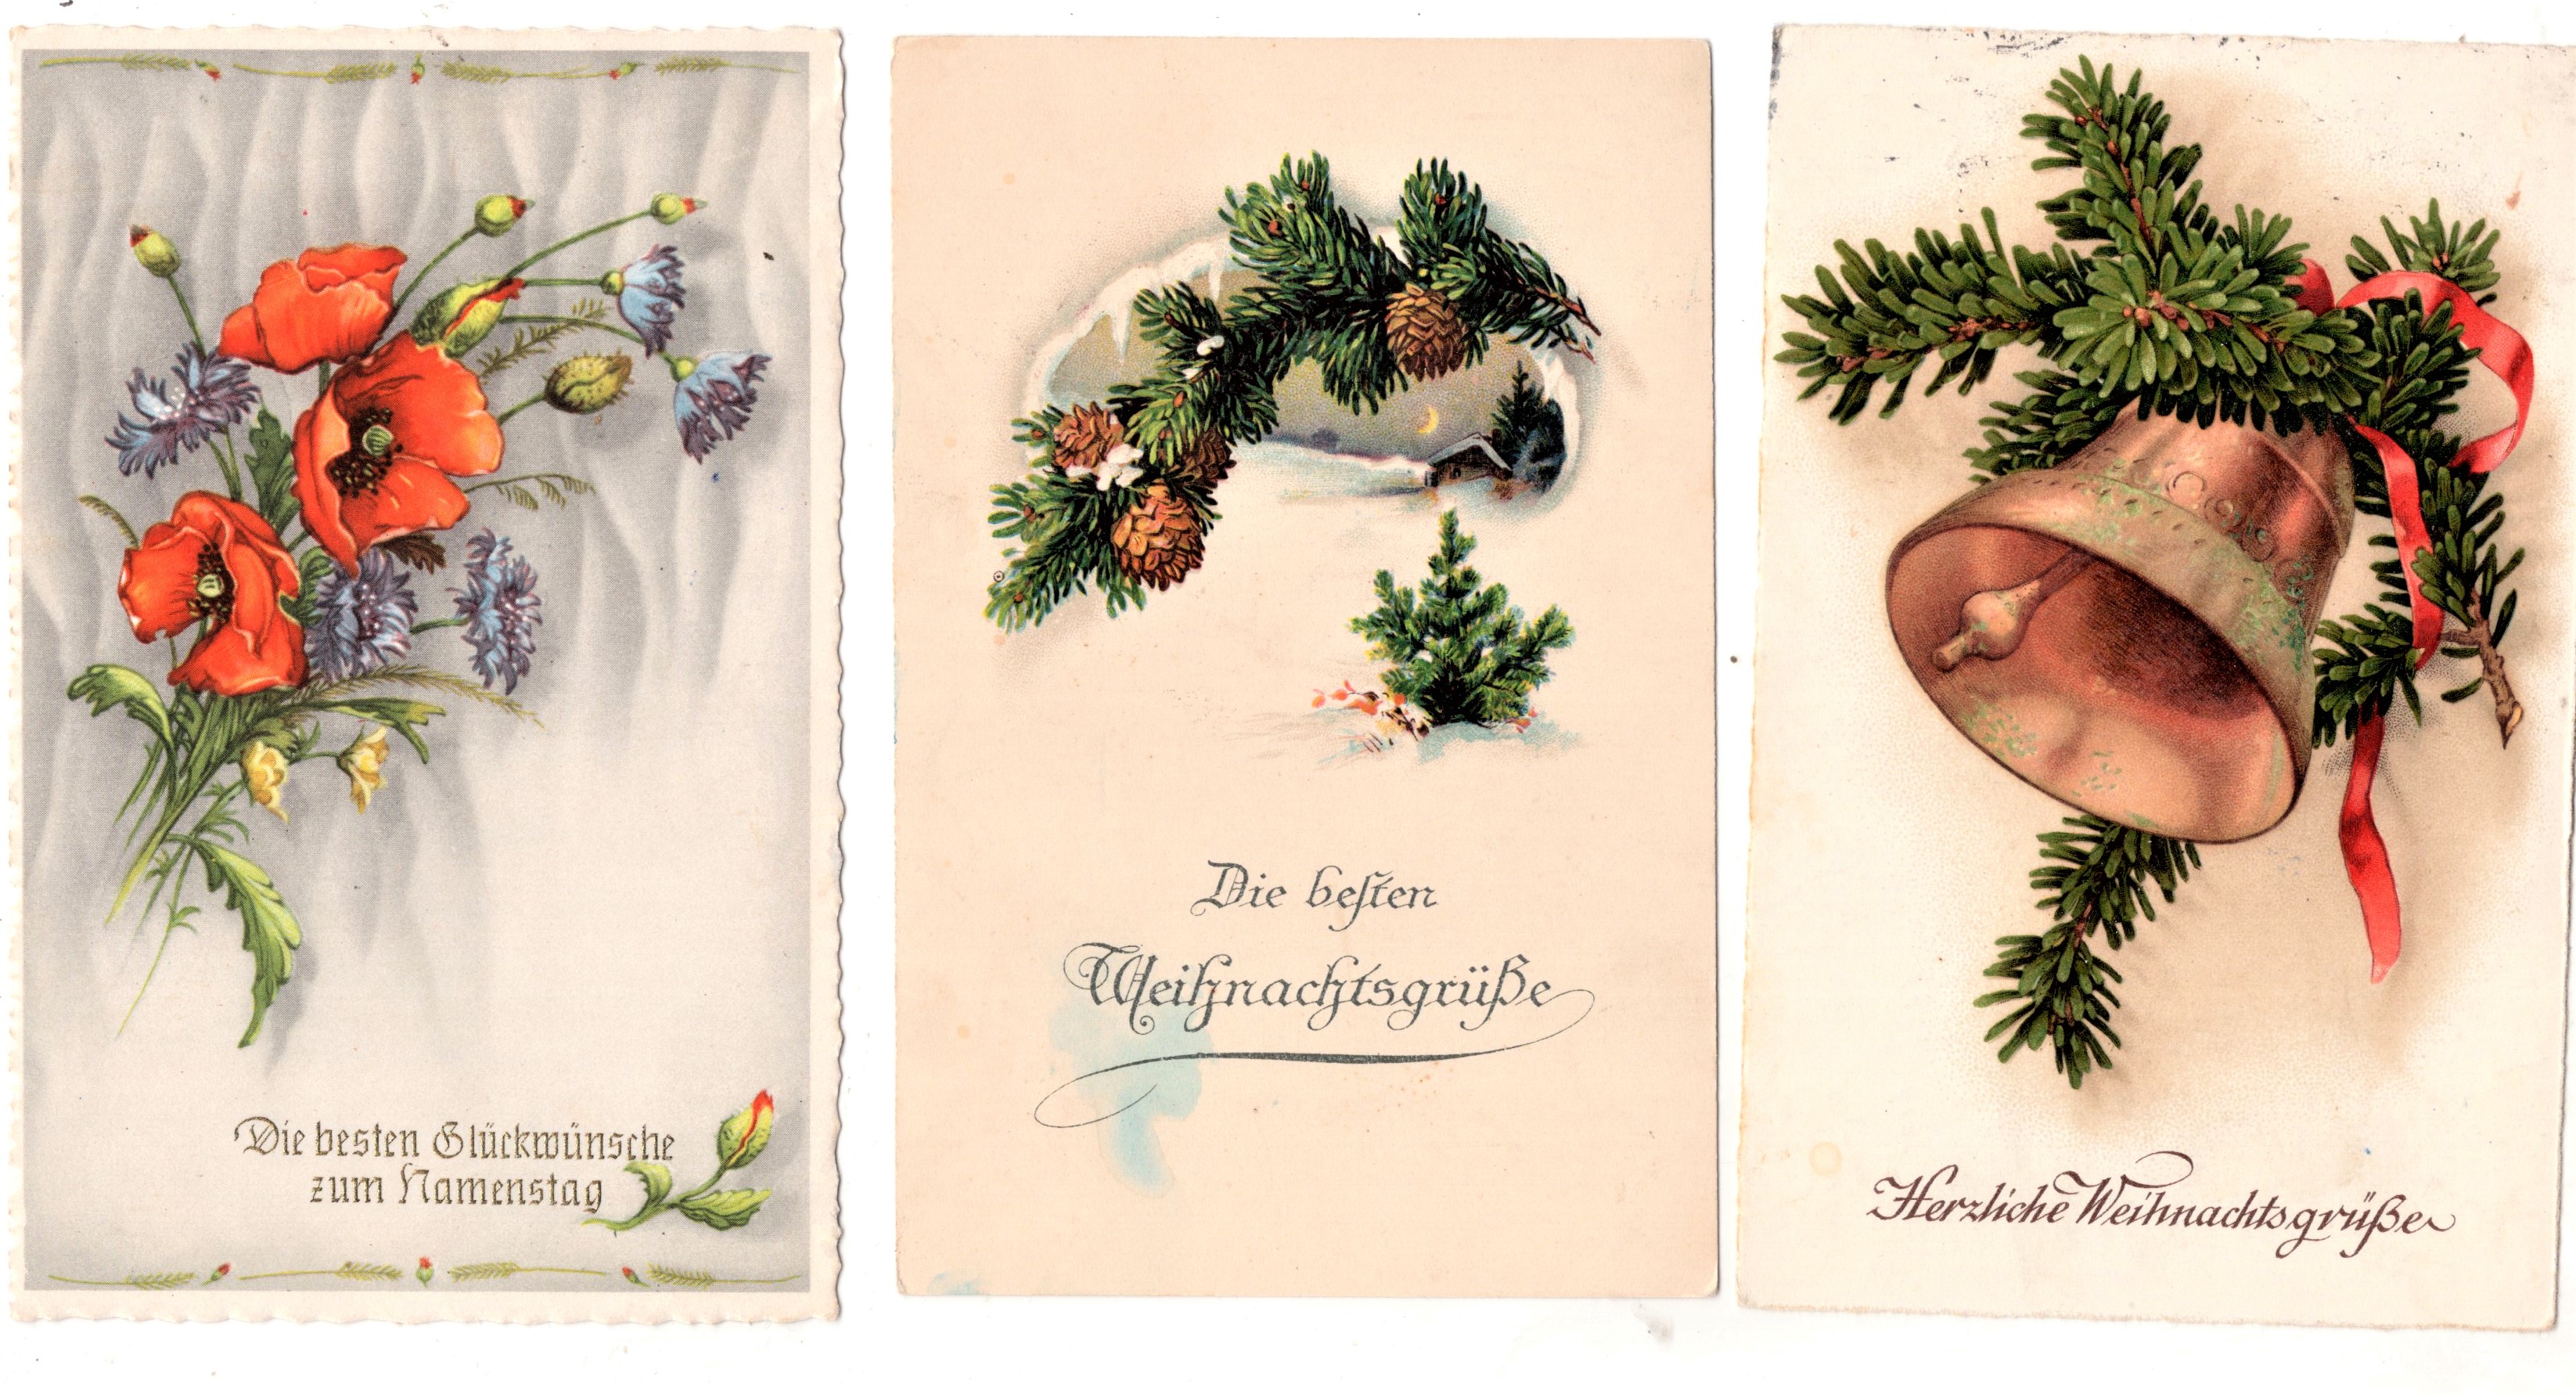 Die besten Glückwünsche
zum Namenstag
Die besten
Weihnachtsgrüße
Herzliche Weihnachtsgrüße